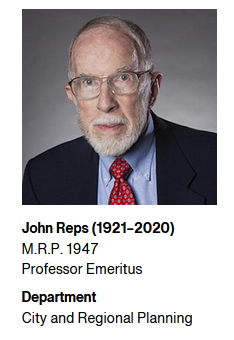 John Reps (1921–2020)
M.R.P. 1947
Professor Emeritus
Department
City and Regional Planning